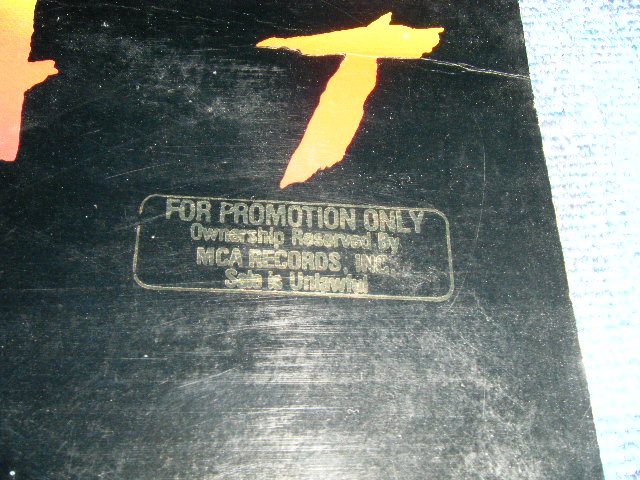 T
FOR PROMOTION ONLY
Ownership Reserved By
MCA RECORDS, INC.
Sale is Unlawful